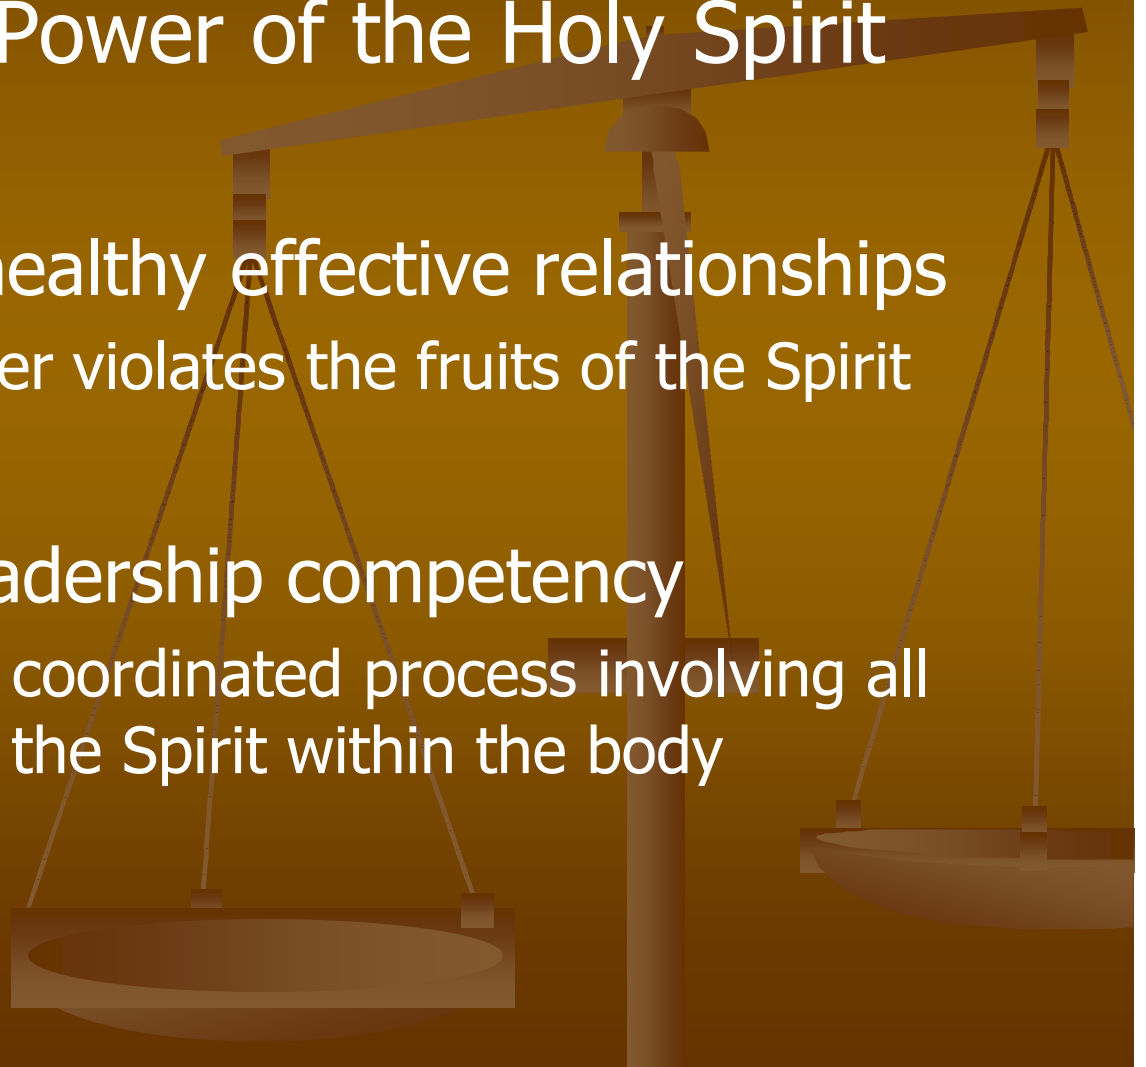 Power of the Holy Spirit
healthy effective relationships
er violates the fruits of the Spirit
adership competency
coordinated process involving all
the Spirit within the body